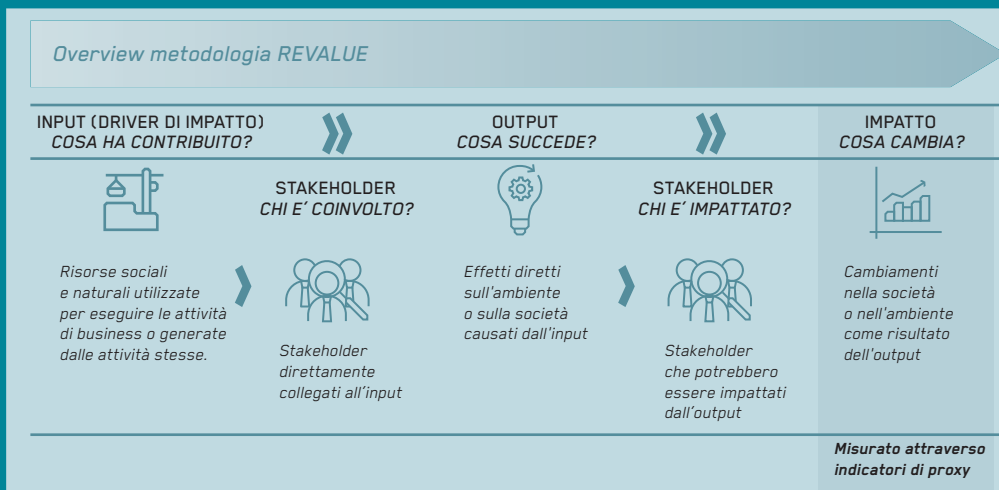 Overview metodologia REVALUE
INPUT (DRIVER DI IMPATTO)
COSA HA CONTRIBUITO?
OUTPUT
COSA SUCCEDE?
IMPATTO
COSA CAMBIA?
STAKEHOLDER
CHI E´ COINVOLTO?
STAKEHOLDER
CHI E´ IMPATTATO?
Risorse sociali
e naturali utilizzate
per eseguire le attività
di business o generate
dalle attività stesse.
Stakeholder
direttamente
collegati all'input
Effetti diretti
sull'ambiente
o sulla società
causati dall'input
Stakeholder
che potrebbero
essere impattati
dall'output
Cambiamenti
nella società
o nell'ambiente
come risultato
dell'output
Misurato attraverso
indicatori di proxy